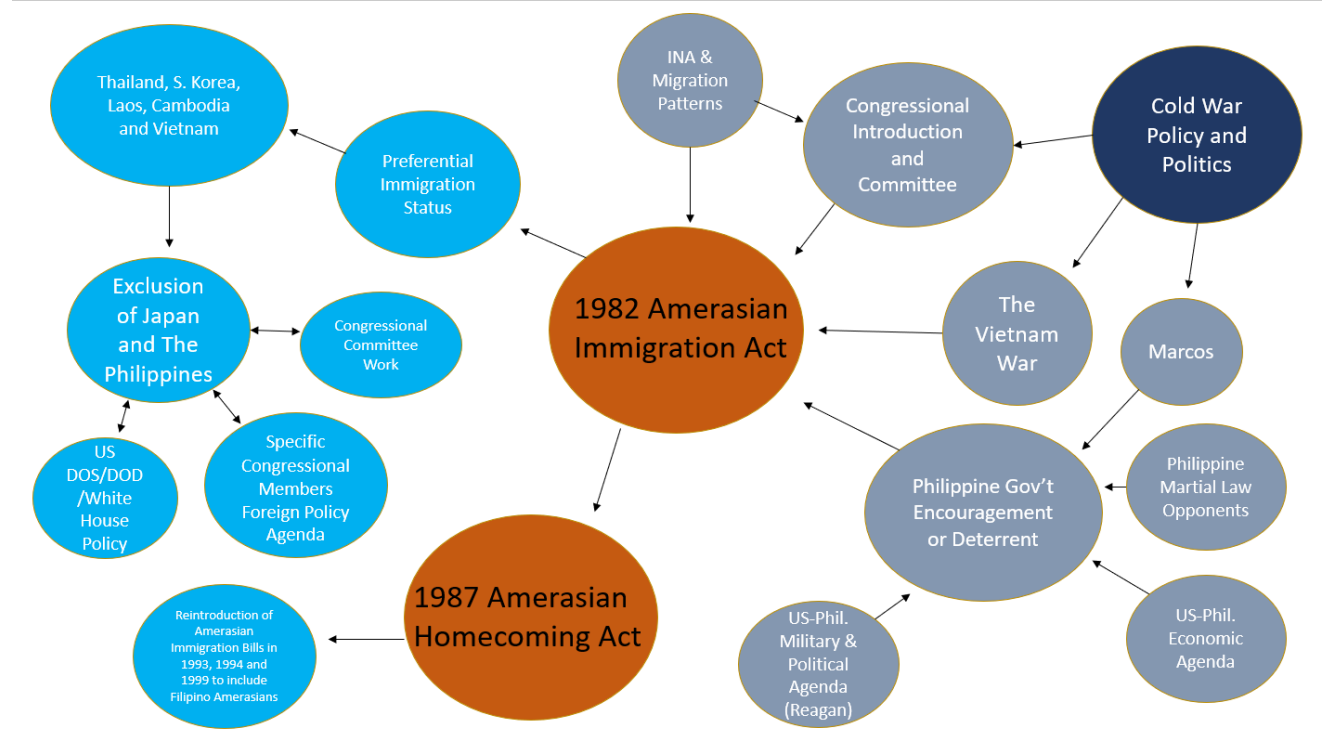 Thailand, S. Korea,
Laos, Cambodia
and Vietnam
Preferential
Immigration
Status
INA &
Migration
Patterns
Congressional
Introduction
and
Committee
Cold War
Policy and
Politics
Exclusion
of Japan
and The
Philippines
Congressional
Committee
Work
1982 Amerasian
Immigration Act
The
Vietnam
War
Marcos
US
DOS/DOD
/White
House
Policy
Specific
Congressional
Members
Foreign Policy
Agenda
Philippine Gov't
Encouragement
or Deterrent
Philippine
Martial Law
Opponents
1987 Amerasian
Homecoming Act
Reintroduction of
Amerasian
Immigration Bills in
1993, 1994 and
1999 to include
Filipino Amerasians
US-Phil.
Military &
Political
Agenda
(Reagan)
US-Phil.
Economic
Agenda